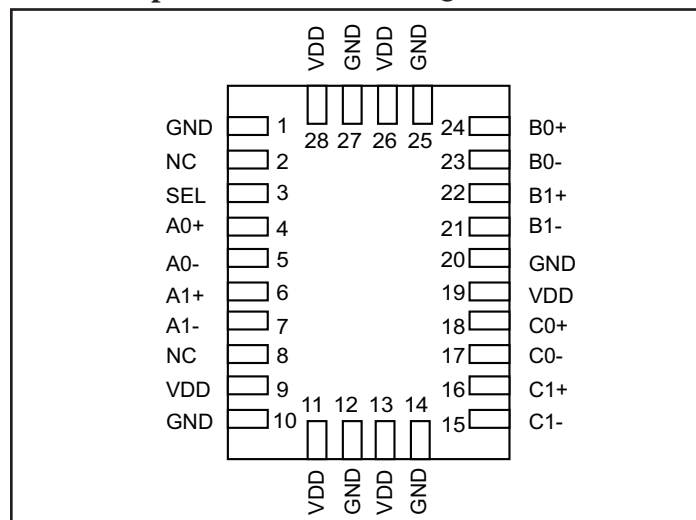 VDD GND VDD GND
28 27 26 25
GND 1
NC 2
SEL 3
A0+ 4
A0- 5
A1+ 6
A1- 7
NC 8
VDD 9
GND 10
24 B0+
23 B0-
22 B1+
21 B1-
20 GND
19 VDD
18 C0+
17 C0-
16 C1+
15 C1-
11 12 13 14
VDD GND VDD GND